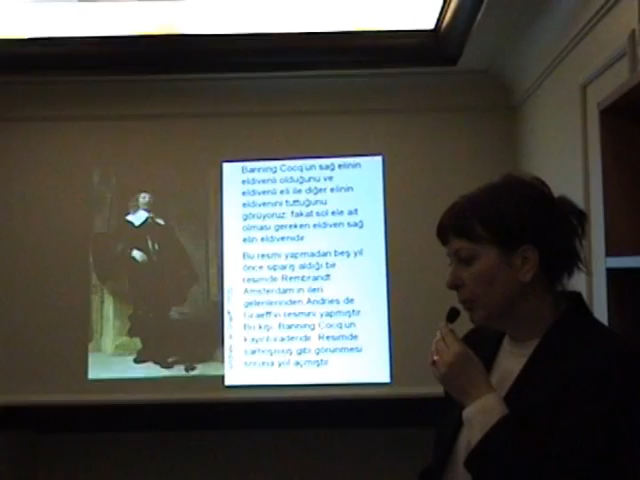 Banning Cocq'un sağ elinin
eldivenli olduğunu ve
eldivenli eli ile diğer elinin
eldivenini tuttuğunu
görüyoruz; fakat sol ele ait
olması gereken eldiven sağ
elin eldivenidir.
Bu resmi yapmadan beş yıl
önce sipariş aldığı bir
resimde Rembrandt
Amsterdam'ın ileri
gelenlerinden Andries de
Graeff'in resmini yapmıştır.
Bu kişi, Banning Cocq'un
kayınbiraderidir. Resimde
sarhoşmuş gibi görünmesi
soruna yol açmıştır.